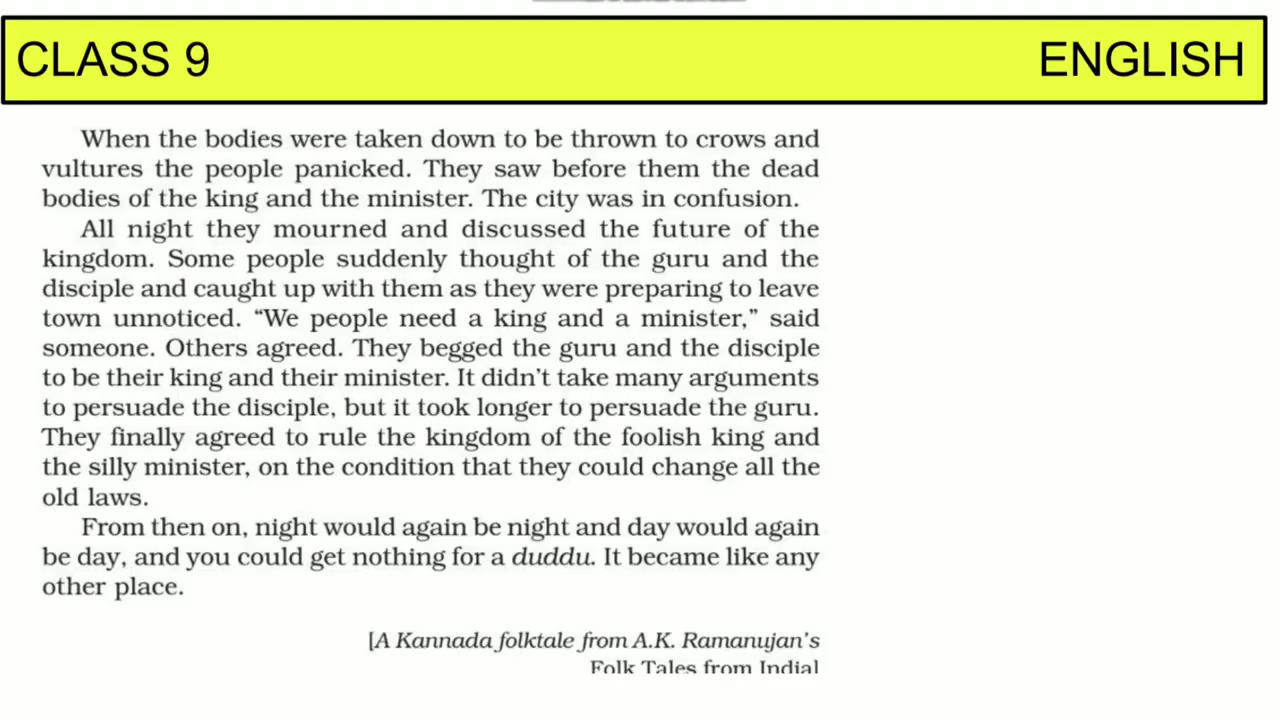 CLASS 9
ENGLISH
When the bodies were taken down to be thrown to crows and
vultures the people panicked. They saw before them the dead
bodies of the king and the minister. The city was in confusion.
All night they mourned and discussed the future of the
kingdom. Some people suddenly thought of the guru and the
disciple and caught up with them as they were preparing to leave
town unnoticed. “We people need a king and a minister,” said
someone. Others agreed. They begged the guru and the disciple
to be their king and their minister. It didn’t take many arguments
to persuade the disciple, but it took longer to persuade the guru.
They finally agreed to rule the kingdom of the foolish king and
the silly minister, on the condition that they could change all the
old laws.
From then on, night would again be night and day would again
be day, and you could get nothing for a duddu. It became like any
other place.
[A Kannada folktale from A.K. Ramanujan’s
Folk Tales from India]